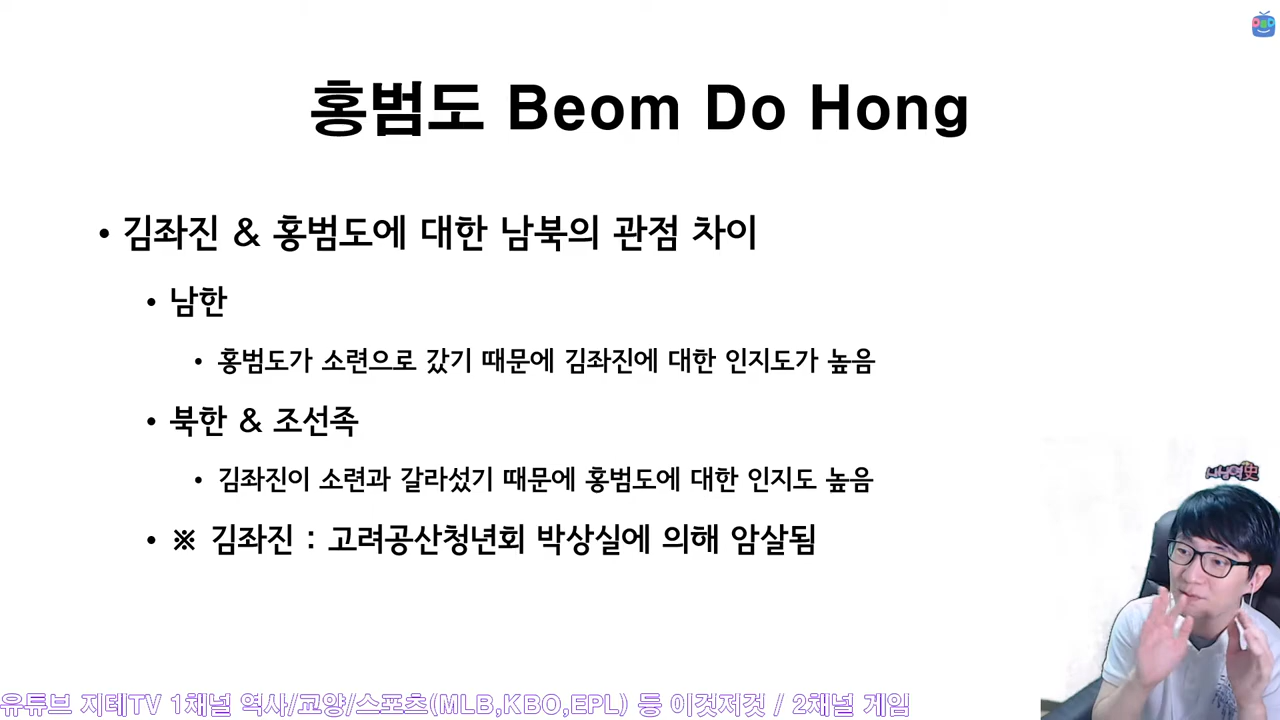 홍범도 Beom Do Hong
• 김좌진 & 홍범도에 대한 남북의 관점 차이
• 남한
• 홍범도가 소련으로 갔기 때문에 김좌진에 대한 인지도가 높음
• 북한 & 조선족
• 김좌진이 소련과 갈라섰기 때문에 홍범도에 대한 인지도 높음
• ※ 김좌진 : 고려공산청년회 박상실에 의해 암살됨
유튜브 지테TV 1채널 역사/교양/스포츠(MLB,KBO,EPL) 등 이것저것 / 2채널 게임